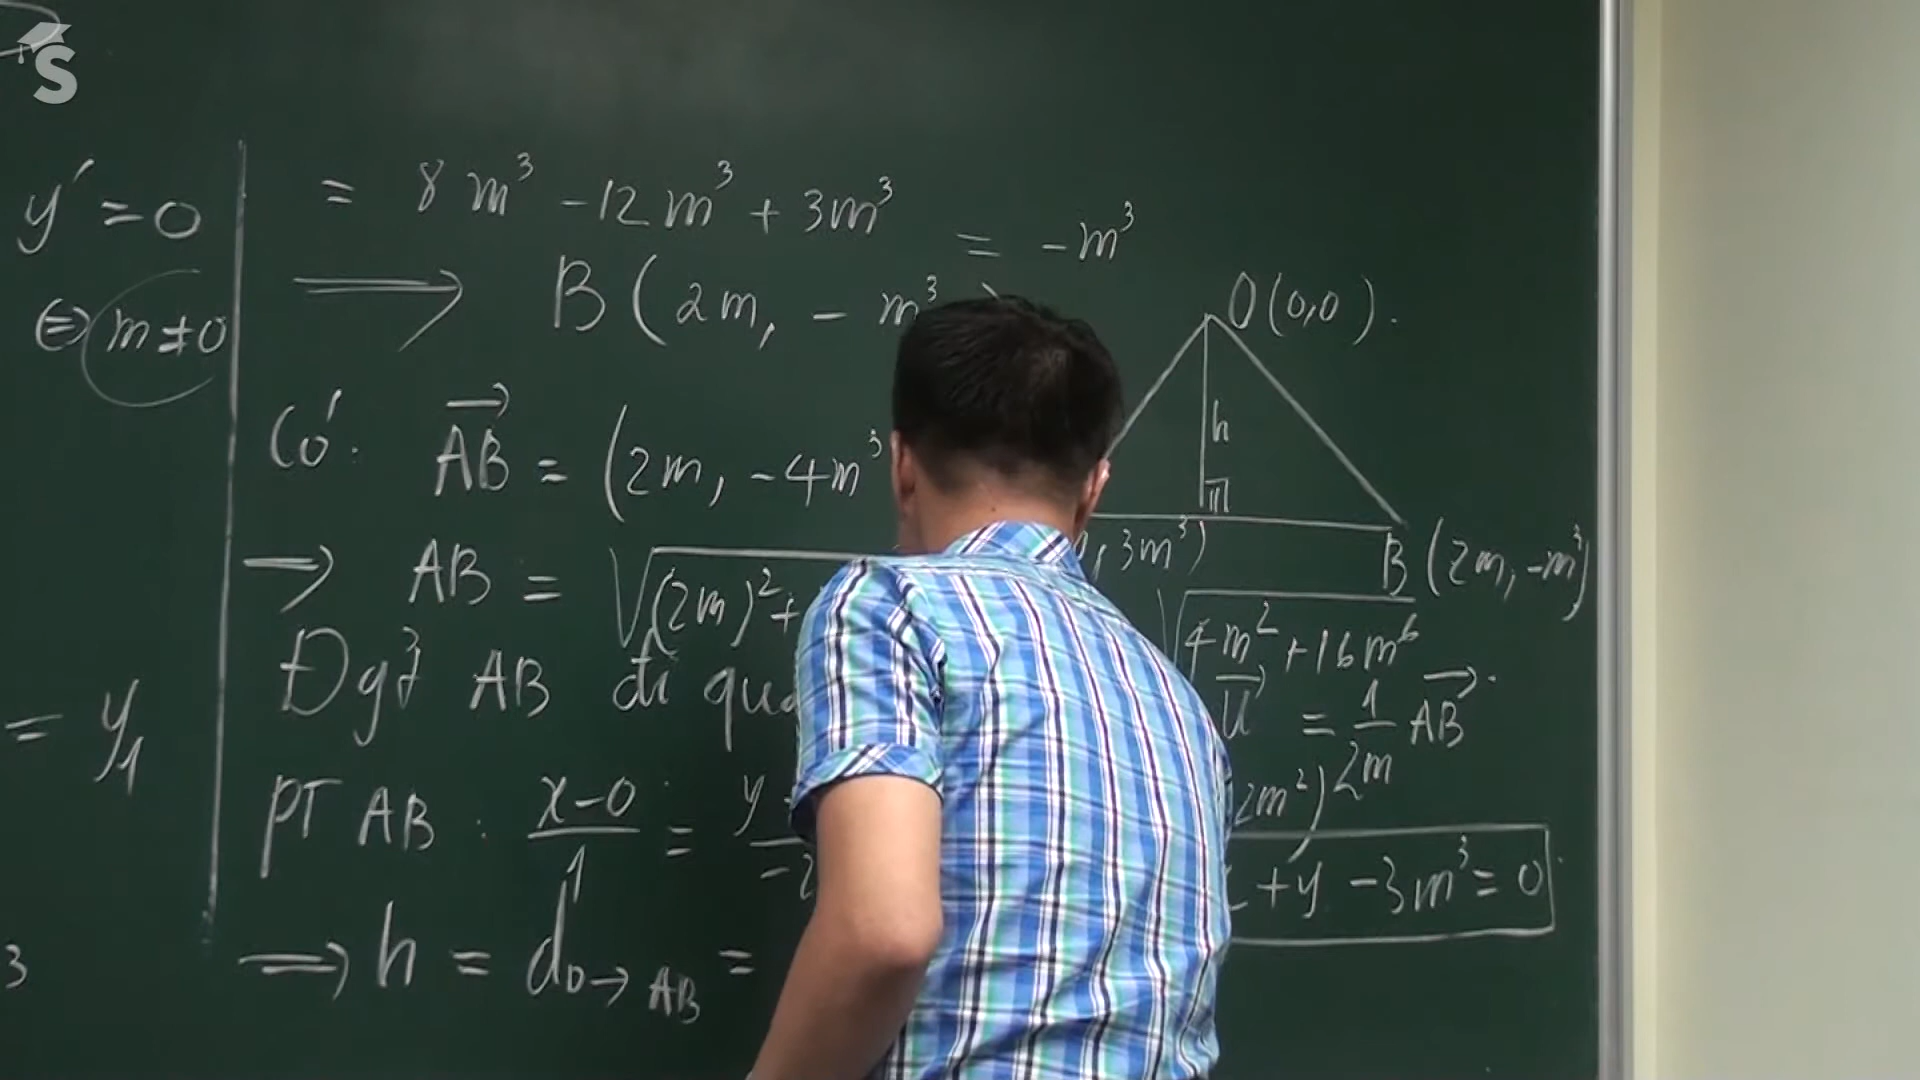 S
y' = 0
⇔ m ≠ 0
= y₁
3
= 8m³ - 12m³ + 3m³ = -m³
⟹ B(2m, -m³)
Có: AB⃗ = (2m, -4m³
→ AB = √(2m)² +
√4m² + 16m⁶
Đgt AB đi qua
u⃗ = 1/2m AB⃗.
2m²)
PT AB: x-0/1 = y -/-2
+y - 3m³ = 0
⟹ h = d₀→AB =
O(0,0).
h
, 3m³)
B(2m, -m³)